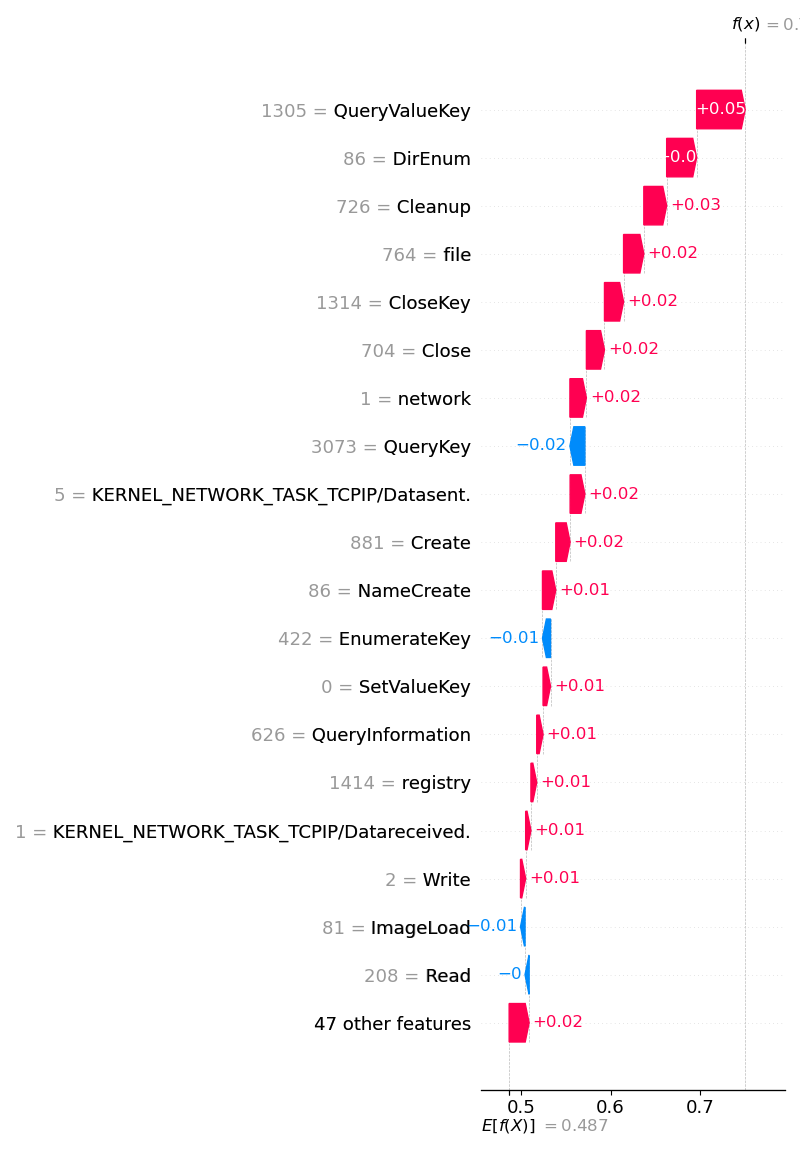 f(x) = 0.
1305 = QueryValueKey
+0.05
86 = DirEnum
+0.0
726 = Cleanup
+0.03
764 = file
+0.02
1314 = CloseKey
+0.02
704 = Close
+0.02
1 = network
+0.02
3073 = QueryKey
−0.02
5 = KERNEL_NETWORK_TASK_TCPIP/Datasent.
+0.02
881 = Create
+0.02
86 = NameCreate
+0.01
422 = EnumerateKey
−0.01
0 = SetValueKey
+0.01
626 = QueryInformation
+0.01
1414 = registry
+0.01
1 = KERNEL_NETWORK_TASK_TCPIP/Datareceived.
+0.01
2 = Write
+0.01
81 = ImageLoad
−0.01
208 = Read
−0
47 other features
+0.02
0.5 0.6 0.7
E[f(X)] = 0.487